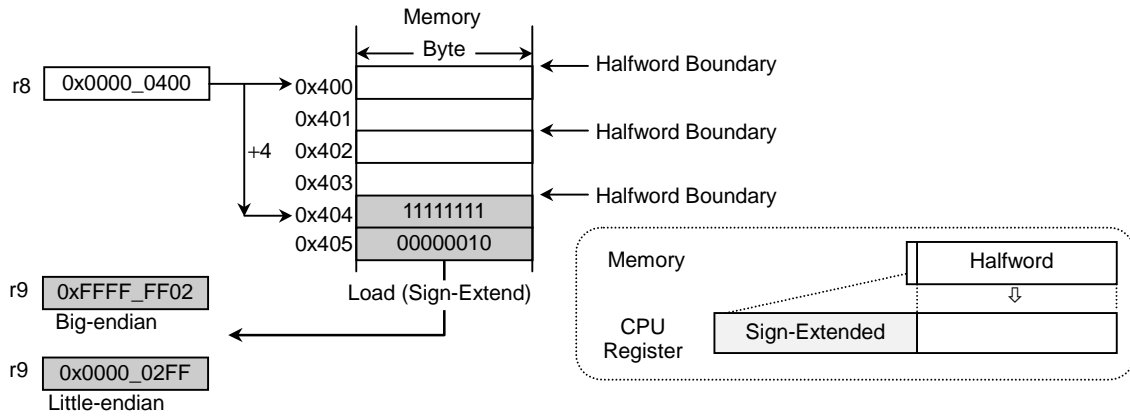 Memory
Byte
Halfword Boundary
r8 0x0000_0400
0x400
0x401
Halfword Boundary
+4
0x402
0x403
Halfword Boundary
0x404 11111111
0x405 00000010
Memory Halfword
⇩
r9 0xFFFF_FF02
Big-endian
Load (Sign-Extend)
CPU
Register
Sign-Extended
r9 0x0000_02FF
Little-endian